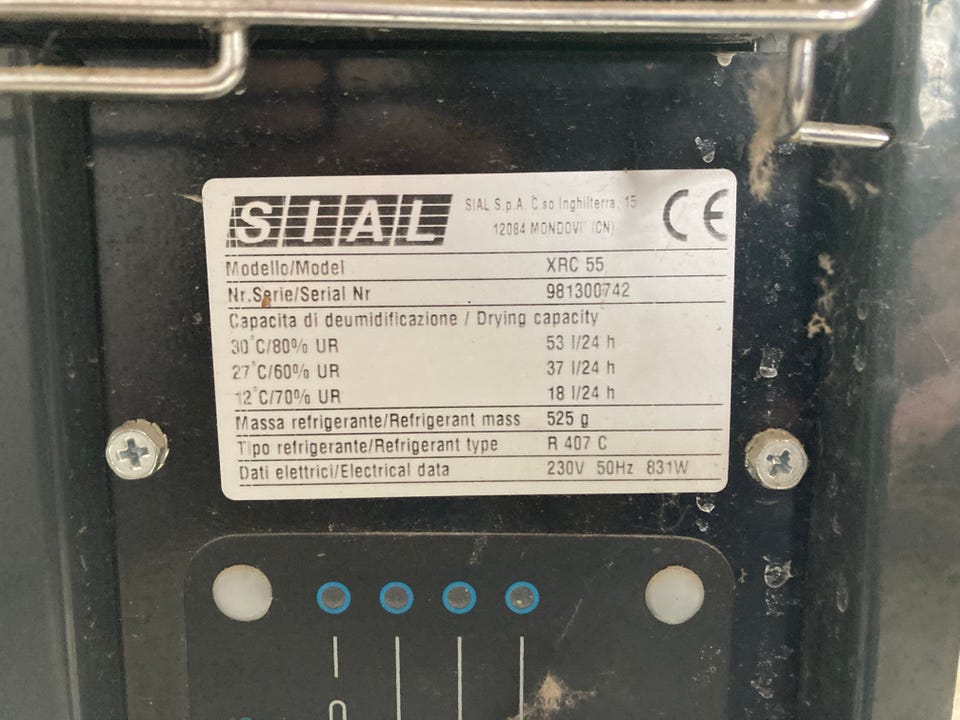 SIAL
SIAL S.p.A. C.so Inghilterra, 15
12084 MONDOVI' (CN)
CE
Modello/Model XRC 55
Nr.Serie/Serial Nr 981300742
Capacita di deumidificazione / Drying capacity
30°C/80% UR 53 l/24 h
27°C/60% UR 37 l/24 h
12°C/70% UR 18 l/24 h
Massa refrigerante/Refrigerant mass 525 g
Tipo refrigerante/Refrigerant type R 407 C
Dati elettrici/Electrical data 230V 50Hz 831W